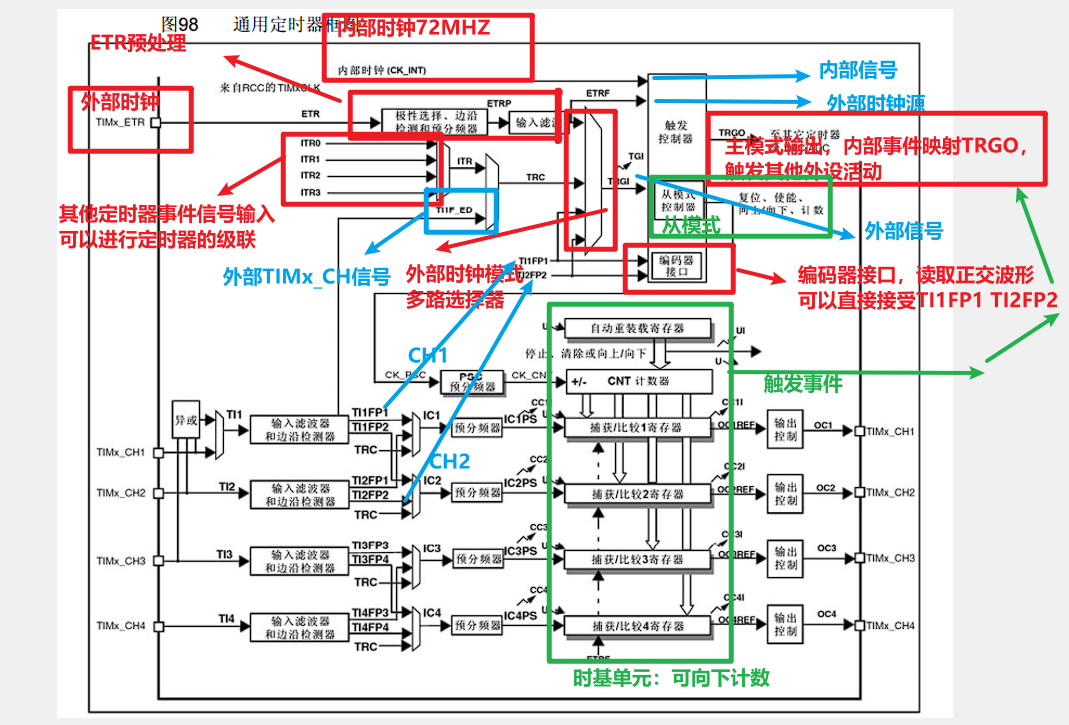 图98 通用定时器框
内部时钟72MHZ
ETR预处理
内部时钟 (CK_INT)
内部信号
来自RCC的TIMxCLK
外部时钟
外部时钟源
ETRP
ETRF
TIMx_ETR
ETR
极性选择、边沿
检测和预分频器
输入滤波
触发
控制器
TRGO
至其它定时器
主模式输出，内部事件映射TRGO，
触发其他外设活动
ITR0
ITR1
ITR2
ITR3
ITR
TRC
TGI
TRGI
从模式
控制器
复位、使能、
向上/向下、计数
从模式
TI1F_ED
其他定时器事件信号输入
可以进行定时器的级联
外部信号
外部TIMx_CH信号
外部时钟模式
多路选择器
TI1FP1
TI2FP2
编码器
接口
编码器接口，读取正交波形
可以直接接受TI1FP1 TI2FP2
U
自动重装载寄存器
UI
停止、清除或向上/向下
U
CH1
CK_PSC
PSC
预分频器
CK_CNT
+/- CNT 计数器
触发事件
异或
TI1
输入滤波器
和边沿检测器
TI1FP1
TI1FP2
TRC
IC1
预分频器
IC1PS
CC1
U
捕获/比较1寄存器
CC1I
OC1REF
输出
控制
OC1
TIMx_CH1
TIMx_CH1
CH2
TIMx_CH2
TI2
输入滤波器
和边沿检测器
TI2FP1
TI2FP2
TRC
IC2
预分频器
IC2PS
CC2
U
捕获/比较2寄存器
CC2I
OC2REF
输出
控制
OC2
TIMx_CH2
TIMx_CH3
TI3
输入滤波器
和边沿检测器
TI3FP3
TI3FP4
TRC
IC3
预分频器
IC3PS
CC3
U
捕获/比较3寄存器
CC3I
OC3REF
输出
控制
OC3
TIMx_CH3
TIMx_CH4
TI4
输入滤波器
和边沿检测器
TI4FP3
TI4FP4
TRC
IC4
预分频器
IC4PS
CC4
U
捕获/比较4寄存器
CC4I
OC4REF
输出
控制
OC4
TIMx_CH4
ETRF
时基单元：可向下计数